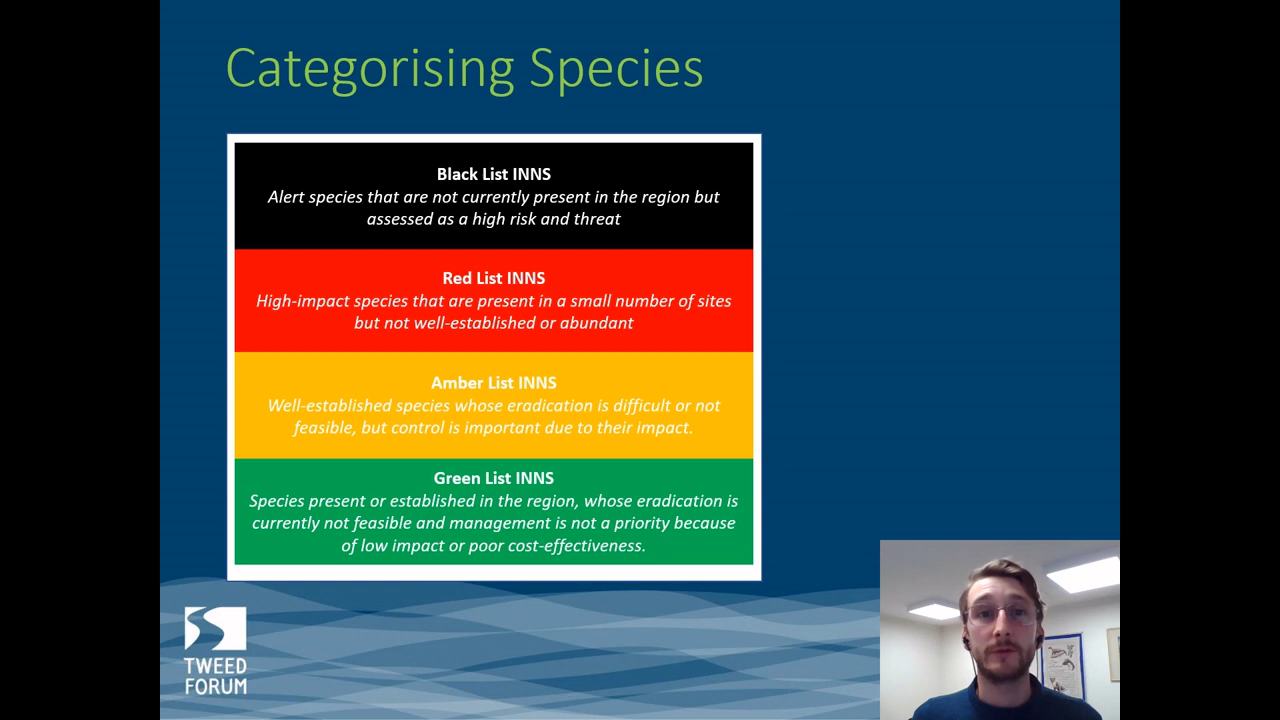 Categorising Species
Black List INNS
Alert species that are not currently present in the region but
assessed as a high risk and threat
Red List INNS
High-impact species that are present in a small number of sites
but not well-established or abundant
Amber List INNS
Well-established species whose eradication is difficult or not
feasible, but control is important due to their impact.
Green List INNS
Species present or established in the region, whose eradication is
currently not feasible and management is not a priority because
of low impact or poor cost-effectiveness.
TWEED
FORUM